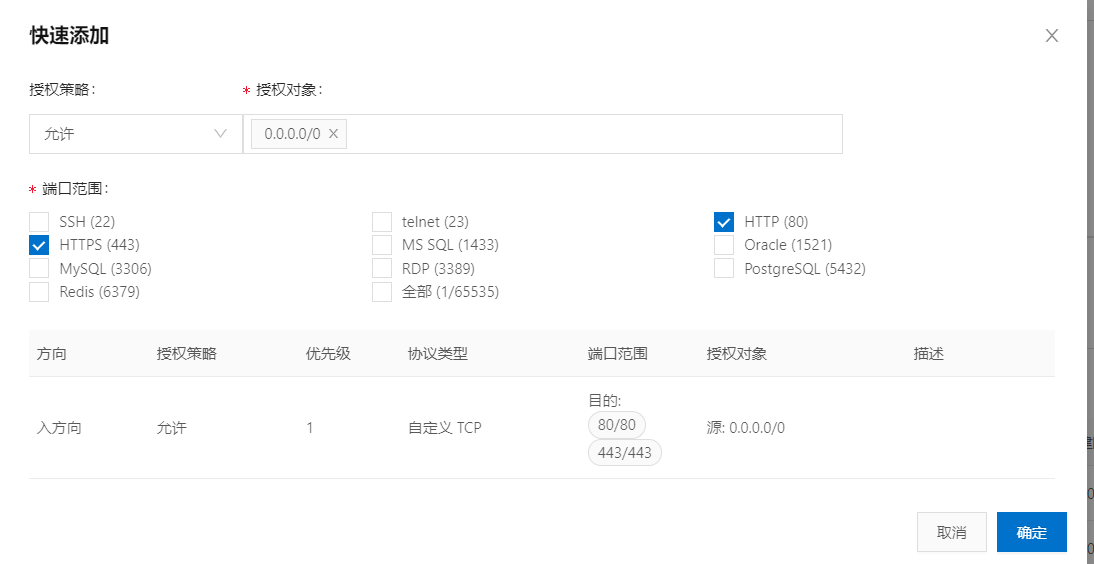 快速添加
授权策略:
* 授权对象:
允许
0.0.0.0/0
* 端口范围:
SSH (22)
telnet (23)
HTTP (80)
HTTPS (443)
MS SQL (1433)
Oracle (1521)
MySQL (3306)
RDP (3389)
PostgreSQL (5432)
Redis (6379)
全部 (1/65535)
方向
授权策略
优先级
协议类型
端口范围
授权对象
描述
入方向
允许
1
自定义 TCP
目的:
80/80
443/443
源: 0.0.0.0/0
取消
确定